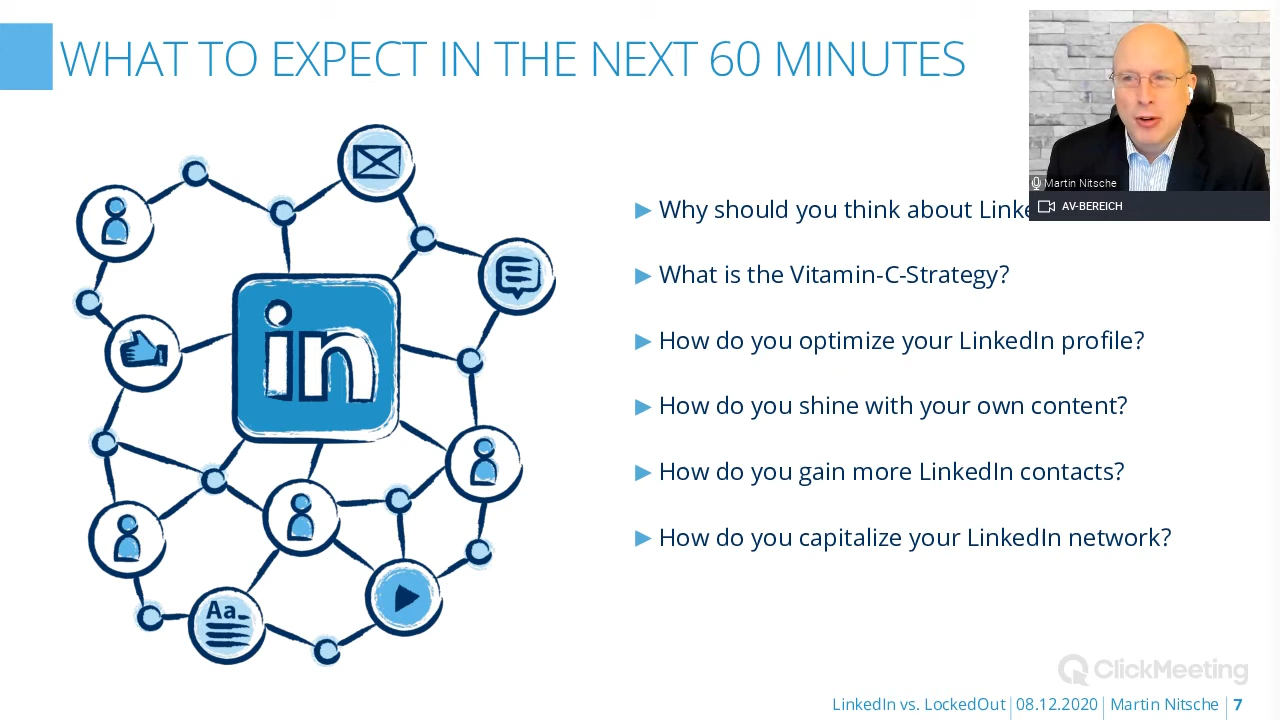 WHAT TO EXPECT IN THE NEXT 60 MINUTES
Martin Nitsche
AV-BEREICH
Why should you think about
What is the Vitamin-C-Strategy?
How do you optimize your LinkedIn profile?
How do you shine with your own content?
How do you gain more LinkedIn contacts?
How do you capitalize your LinkedIn network?
in
Aa
ClickMeeting
LinkedIn vs. LockedOut | 08.12.2020 | Martin Nitsche | 7